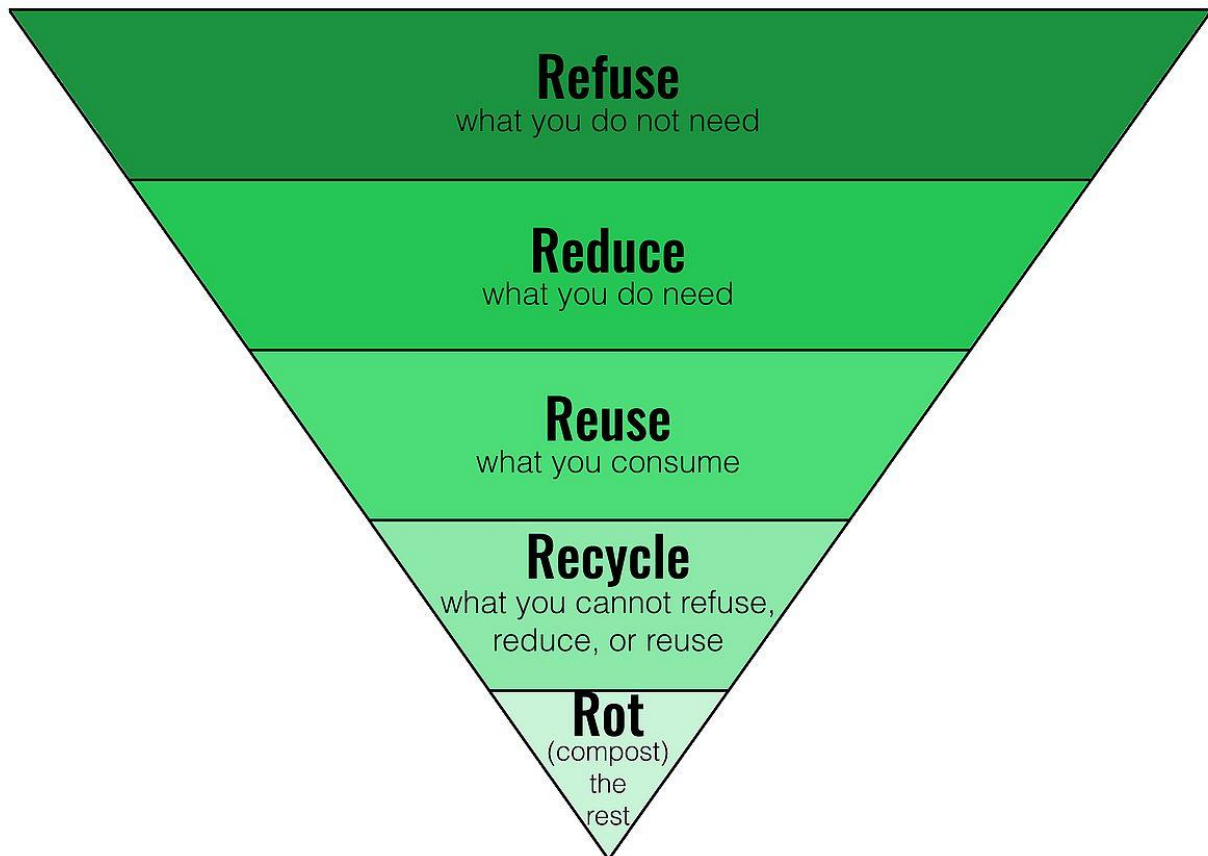 Refuse
what you do not need
Reduce
what you do need
Reuse
what you consume
Recycle
what you cannot refuse,
reduce, or reuse
Rot
(compost)
the
rest